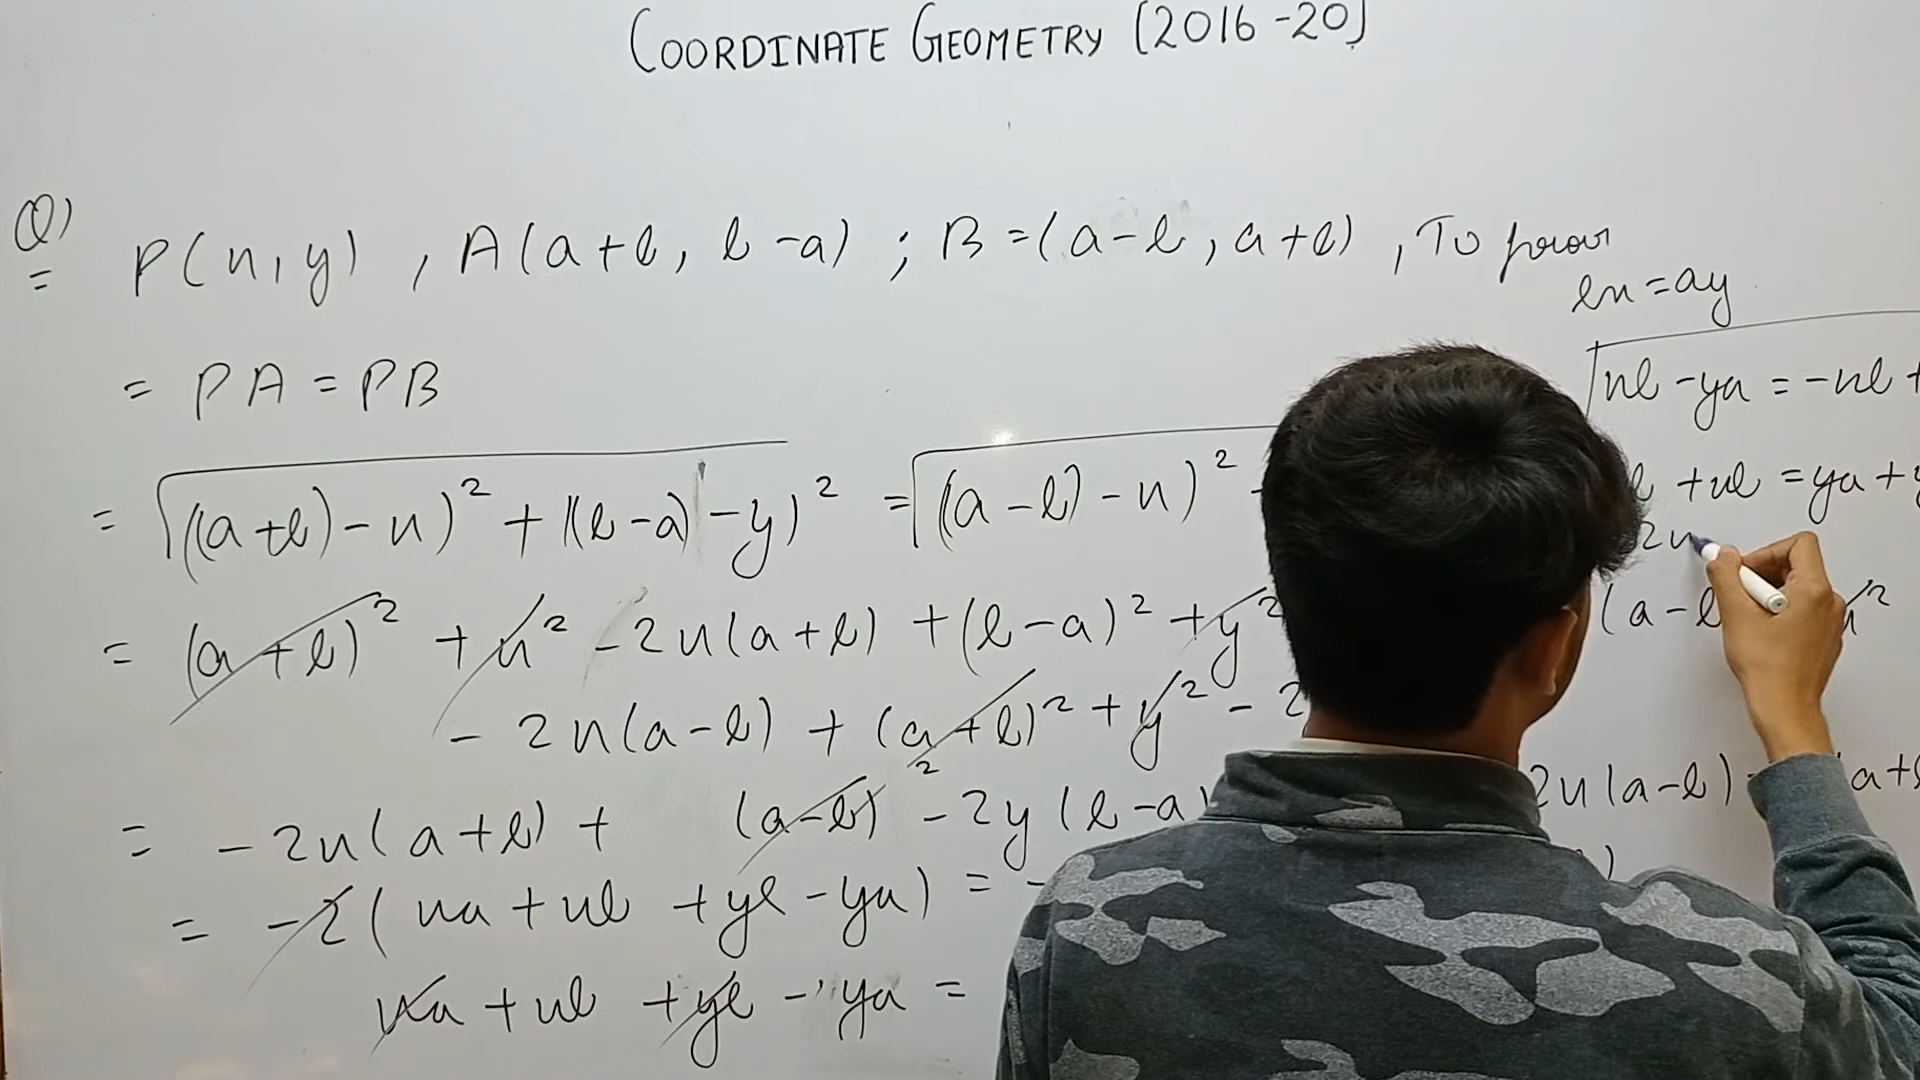 COORDINATE GEOMETRY (2016-20)
Q) P(x, y) , A(a+b, b-a) ; B = (a-b, a+b) , To prove
bx = ay
= PA = PB
= √((a+b)-x)² + ((b-a)-y)² = √((a-b)-x)²
= (a+b)² + x² - 2x(a+b) + (b-a)² + y²
(a-b x²
- 2x(a-b) + (a+b)² + y² - 2
= - 2x(a+b) + (a-b)² - 2y(b-a)
2x(a-b) (a+b
= -2(xa + xb + yb - ya) = -
xa + xb + yb - ya =
xb - ya = -xb +
+xb = ya +
2x